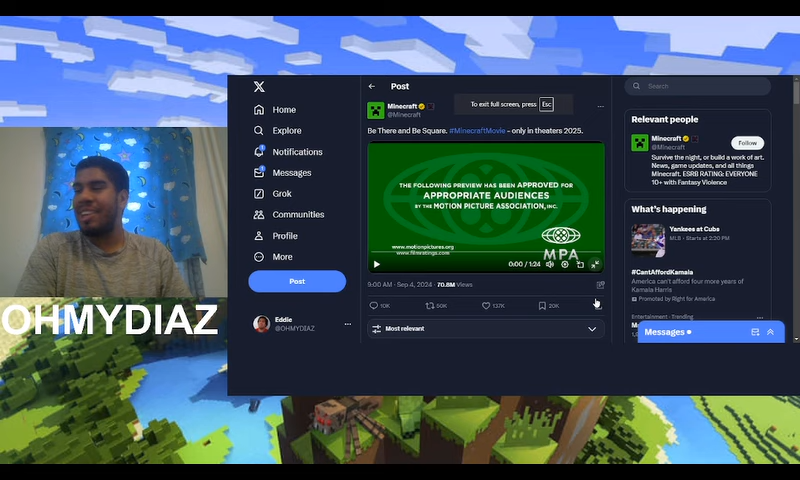 X
Home
Explore
Notifications
Messages
Grok
Communities
Profile
More
Post
Eddie
@OHMYDIAZ
OHMYDIAZ
Post
To exit full screen, press Esc
Minecraft
@Minecraft
Be There and Be Square. #MinecraftMovie - only in theaters 2025.
THE FOLLOWING PREVIEW HAS BEEN APPROVED FOR
APPROPRIATE AUDIENCES
BY THE MOTION PICTURE ASSOCIATION, INC.
www.motionpictures.org
www.filmratings.com
MPA
0:00 / 1:24
9:00 AM · Sep 4, 2024 · 70.8M Views
10K 50K 137K 20K
Most relevant
Search
Relevant people
Minecraft
@Minecraft
Follow
Survive the night, or build a work of art.
News, game updates, and all things
Minecraft. ESRB RATING: EVERYONE
10+ with Fantasy Violence
What's happening
Yankees at Cubs
MLB · Starts at 2:20 PM
#CantAffordKamala
America can't afford four more years of
Kamala Harris
Promoted by Right for America
Entertainment · Trending
Messages